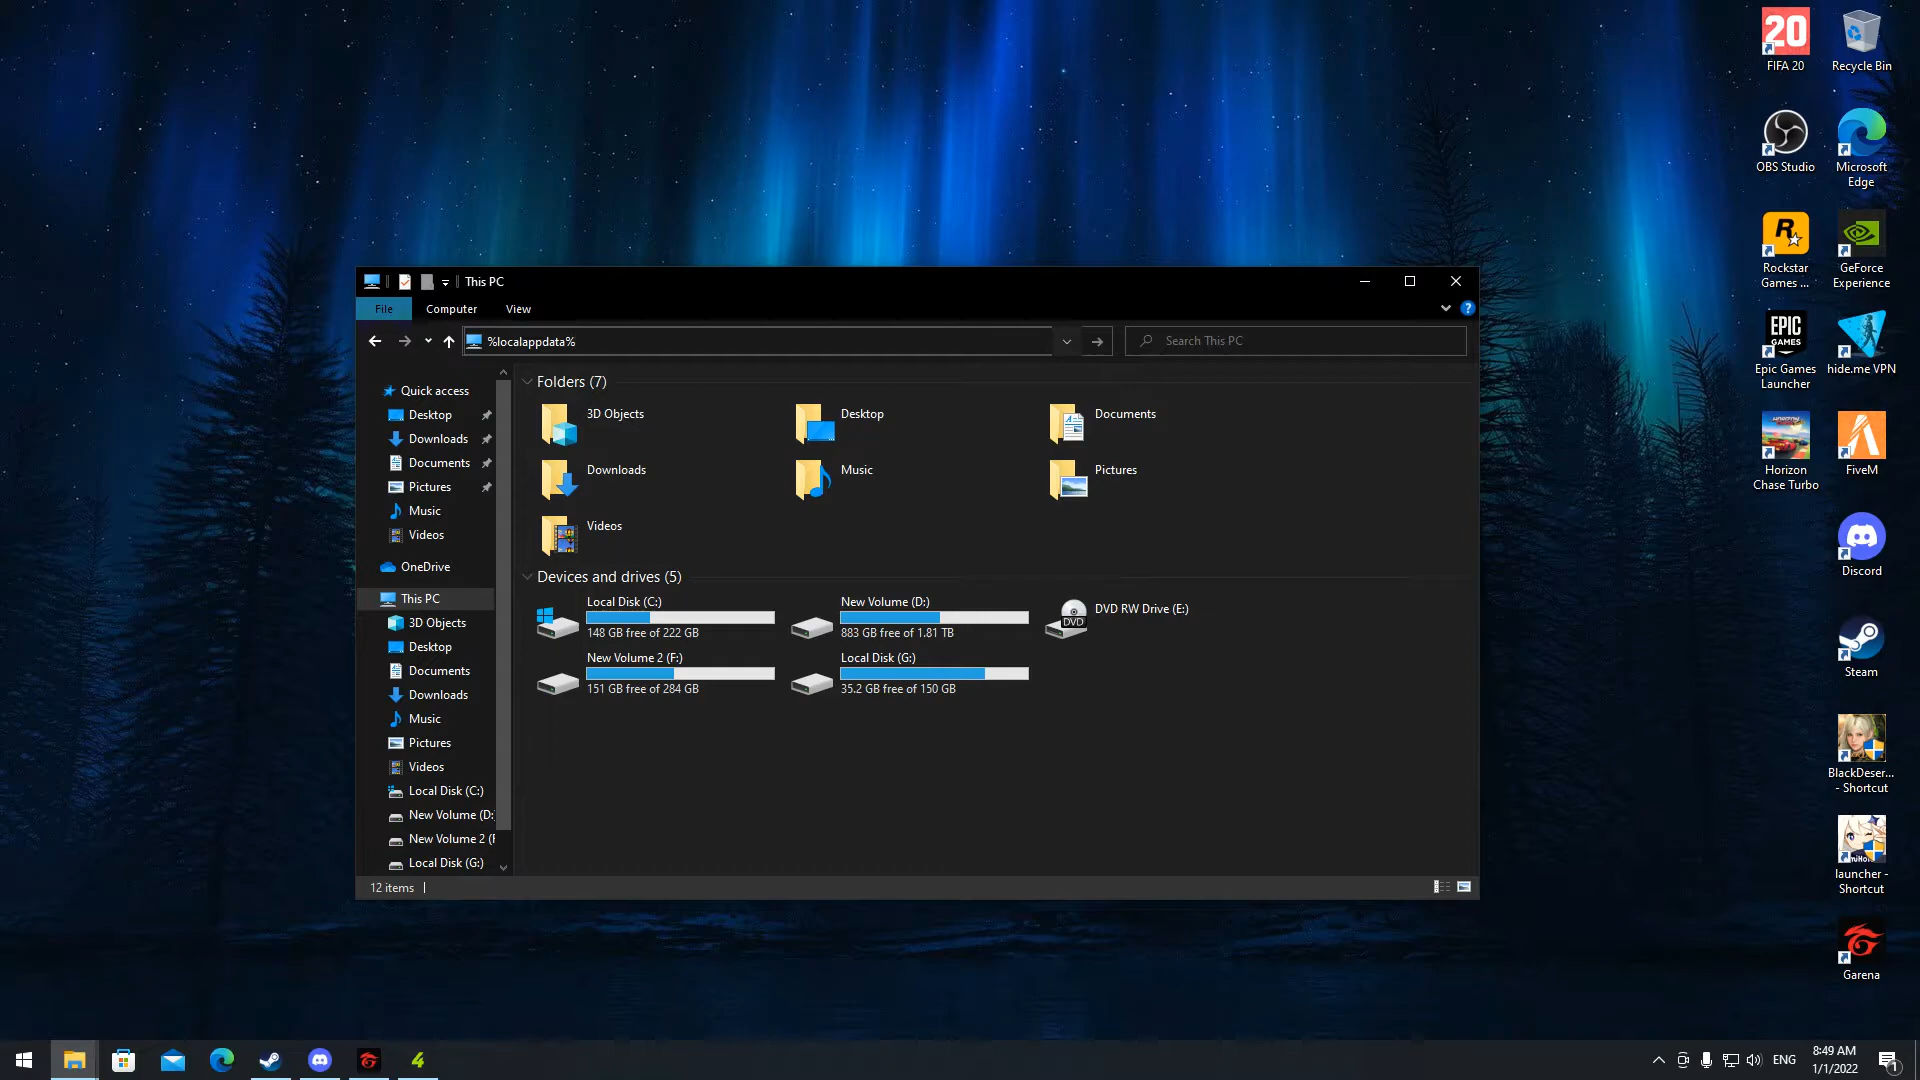 20
FIFA 20
Recycle Bin
OBS Studio
Microsoft
Edge
R
Rockstar
Games ...
GeForce
Experience
EPIC
GAMES
Epic Games
Launcher
hide.me VPN
Horizon
Chase Turbo
FiveM
Discord
Steam
BlackDeser...
- Shortcut
launcher -
Shortcut
Garena
This PC
File
Computer
View
?
%localappdata%
Search This PC
Quick access
Desktop
Downloads
Documents
Pictures
Music
Videos
OneDrive
This PC
3D Objects
Desktop
Documents
Downloads
Music
Pictures
Videos
Local Disk (C:)
New Volume (D:
New Volume 2 (F
Local Disk (G:)
Folders (7)
3D Objects
Desktop
Documents
Downloads
Music
Pictures
Videos
Devices and drives (5)
Local Disk (C:)
148 GB free of 222 GB
New Volume (D:)
883 GB free of 1.81 TB
DVD
DVD RW Drive (E:)
New Volume 2 (F:)
151 GB free of 284 GB
Local Disk (G:)
35.2 GB free of 150 GB
12 items
4
ENG
8:49 AM
1/1/2022
1